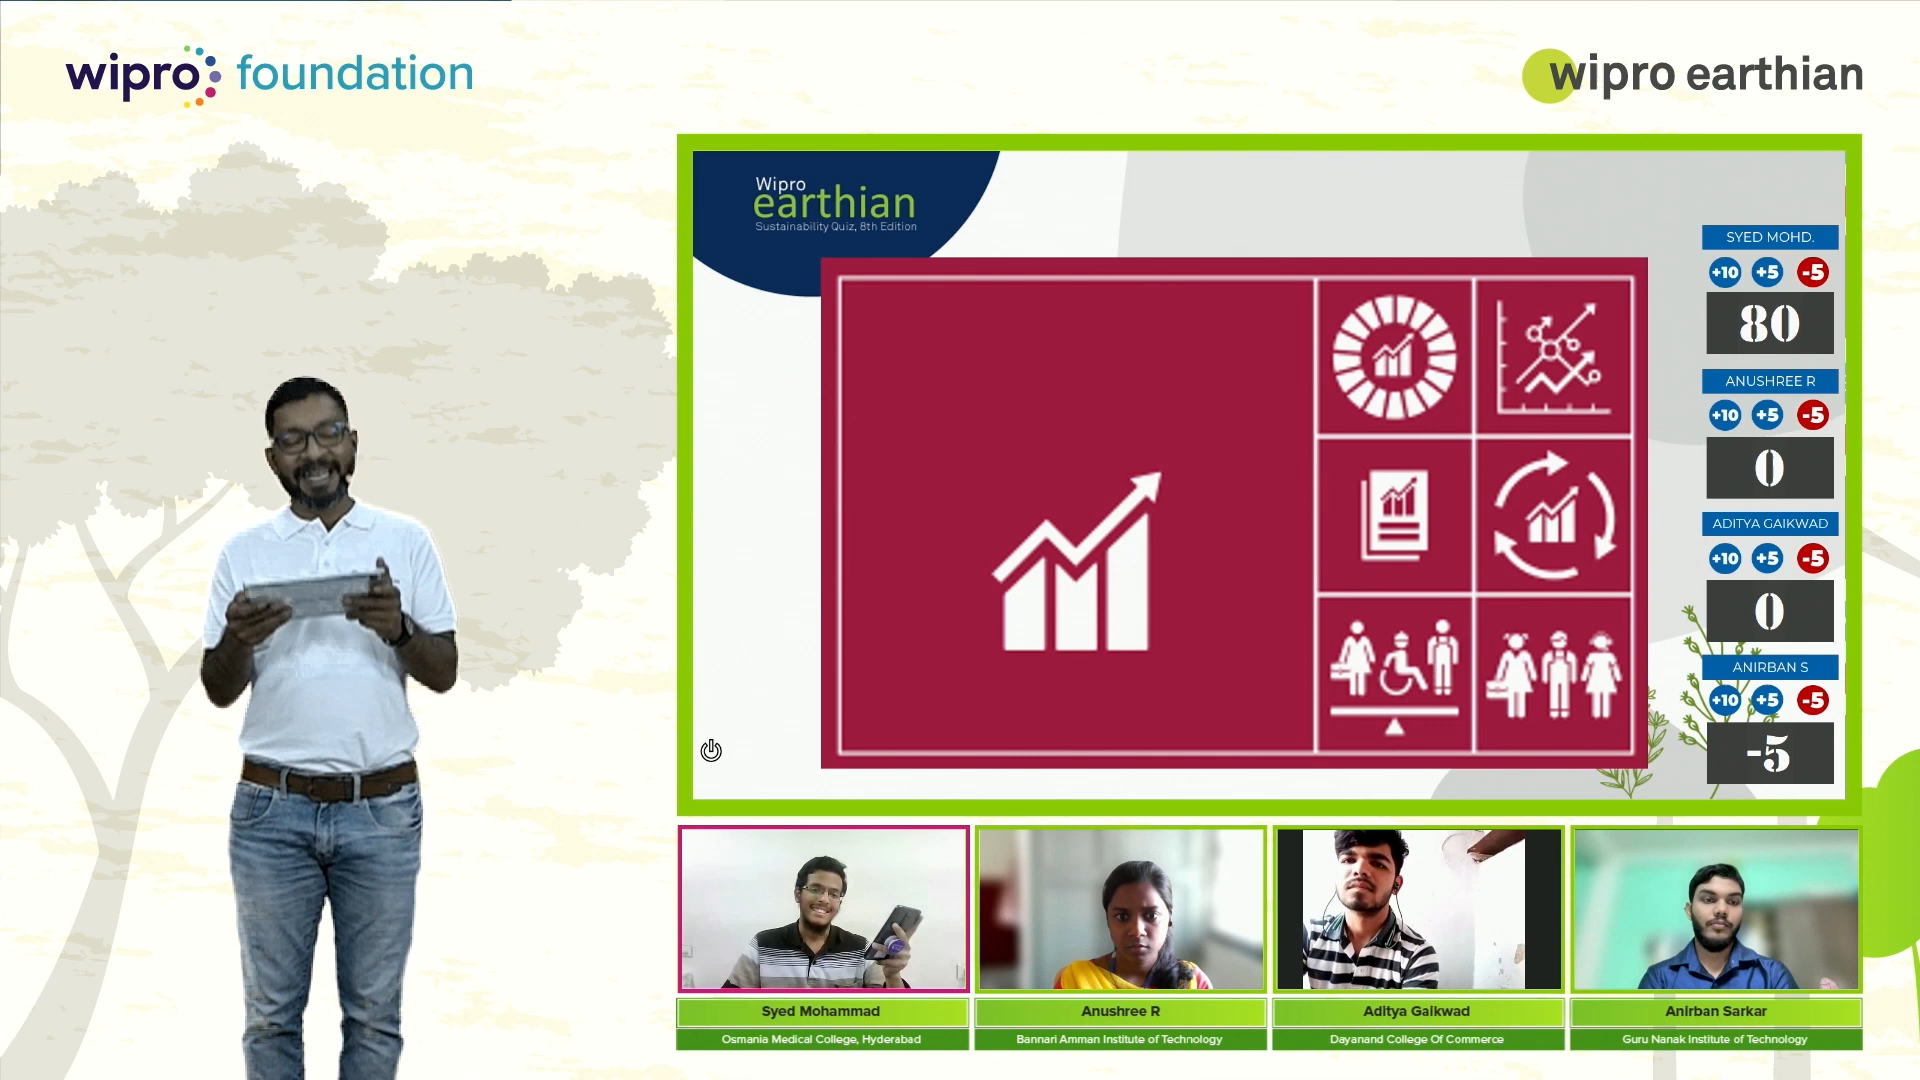 wipro foundation
wipro earthian
Wipro
earthian
Sustainability Quiz, 8th Edition
SYED MOHD.
+10 +5 -5
80
ANUSHREE R
+10 +5 -5
0
ADITYA GAIKWAD
+10 +5 -5
0
ANIRBAN S
+10 +5 -5
-5
Syed Mohammad
Osmania Medical College, Hyderabad
Anushree R
Bannari Amman Institute of Technology
Aditya Gaikwad
Dayanand College Of Commerce
Anirban Sarkar
Guru Nanak Institute of Technology